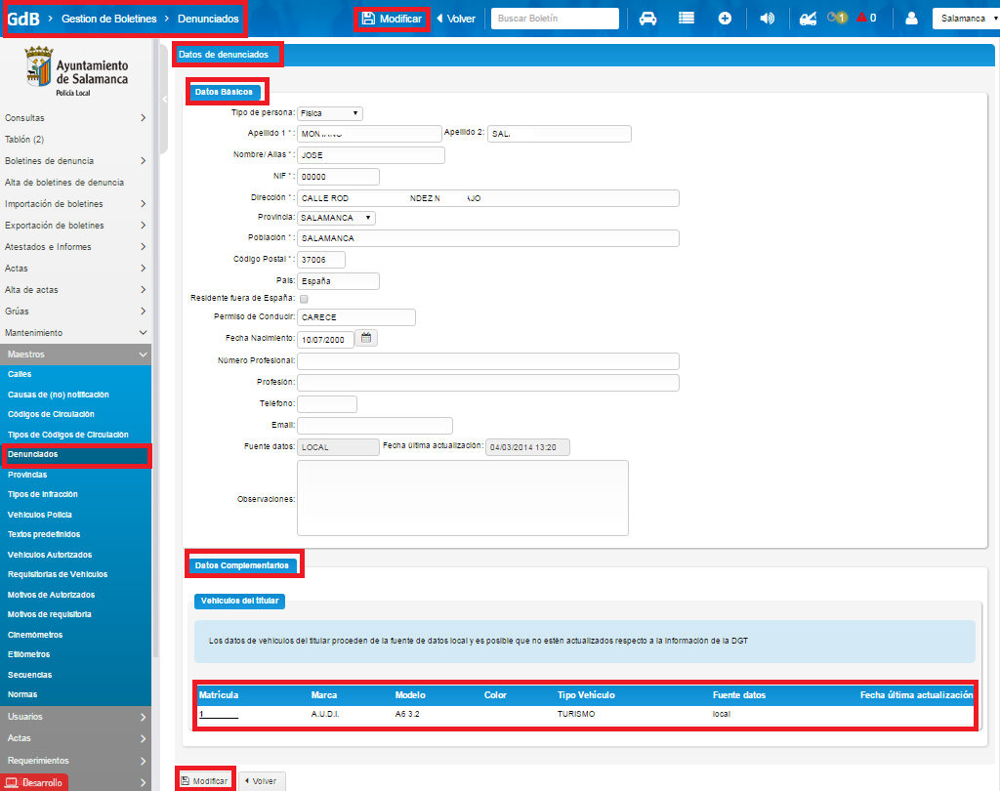 GdB > Gestion de Boletines > Denunciados Modificar Volver Buscar Boletín 1 0 Salamanca
Ayuntamiento
de Salamanca
Policía Local
Consultas
Tablón (2)
Boletines de denuncia
Alta de boletines de denuncia
Importación de boletines
Exportación de boletines
Atestados e Informes
Actas
Alta de actas
Grúas
Mantenimiento
Maestros
Calles
Causas de (no) notificación
Códigos de Circulación
Tipos de Códigos de Circulación
Denunciados
Provincias
Tipos de Infracción
Vehículos Policía
Textos predefinidos
Vehículos Autorizados
Requisitorias de Vehículos
Motivos de Autorizados
Motivos de requisitoria
Cinemómetros
Etilómetros
Secuencias
Normas
Usuarios
Actas
Requerimientos
Desarrollo
Datos de denunciados
Datos Básicos
Tipo de persona: Física
Apellido 1 *: Apellido 2:
Nombre/ Alias *: JOSE
NIF *: 00000
Dirección *: CALLE ROD NDEZ N AJO
Provincia: SALAMANCA
Población *: SALAMANCA
Código Postal *: 37006
País: España
Residente fuera de España:
Permiso de Conducir: CARECE
Fecha Nacimiento: 10/07/2000
Número Profesional:
Profesión:
Teléfono:
Email:
Fuente datos: LOCAL Fecha última actualización: 04/03/2014 13:20
Observaciones:
Datos Complementarios
Vehículos del titular
Los datos de vehículos del titular proceden de la fuente de datos local y es posible que no estén actualizados respecto a la información de la DGT
Matrícula Marca Modelo Color Tipo Vehículo Fuente datos Fecha última actualización
1 A.U.D.I. A6 3.2 TURISMO local
Modificar Volver